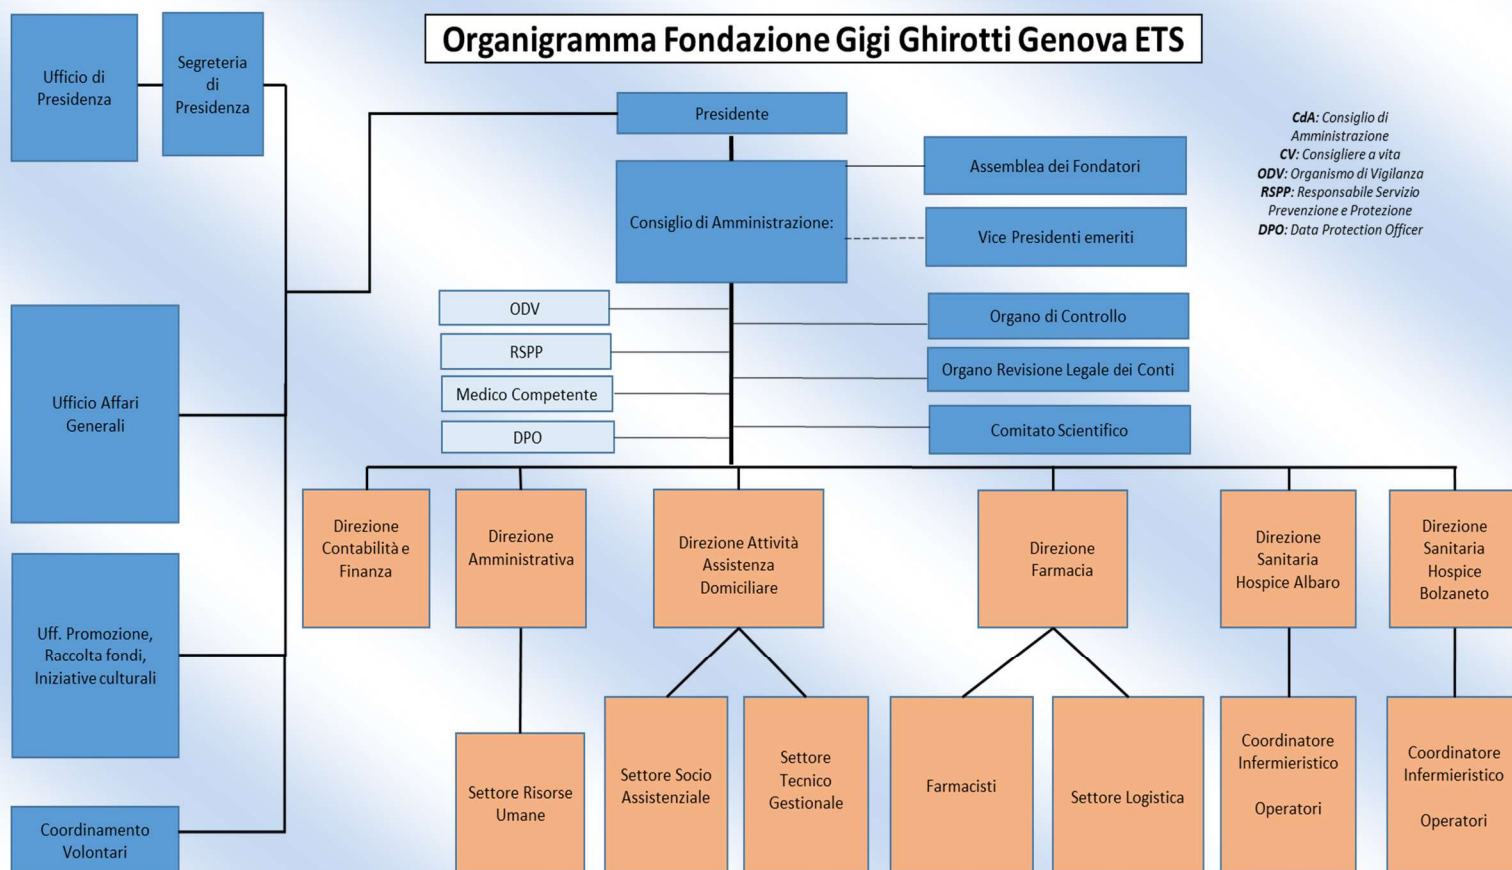 Organigramma Fondazione Gigi Ghirotti Genova ETS
Ufficio di
Presidenza
Segreteria
di
Presidenza
Presidente
Consiglio di Amministrazione:
Assemblea dei Fondatori
Vice Presidenti emeriti
CdA: Consiglio di
Amministrazione
CV: Consigliere a vita
ODV: Organismo di Vigilanza
RSPP: Responsabile Servizio
Prevenzione e Protezione
DPO: Data Protection Officer
ODV
RSPP
Medico Competente
DPO
Organo di Controllo
Organo Revisione Legale dei Conti
Comitato Scientifico
Ufficio Affari
Generali
Uff. Promozione,
Raccolta fondi,
Iniziative culturali
Coordinamento
Volontari
Direzione
Contabilità e
Finanza
Direzione
Amministrativa
Direzione Attività
Assistenza
Domiciliare
Direzione
Farmacia
Direzione
Sanitaria
Hospice Albaro
Direzione
Sanitaria
Hospice
Bolzaneto
Settore Risorse
Umane
Settore Socio
Assistenziale
Settore
Tecnico
Gestionale
Farmacisti
Settore Logistica
Coordinatore
Infermieristico
Operatori
Coordinatore
Infermieristico
Operatori